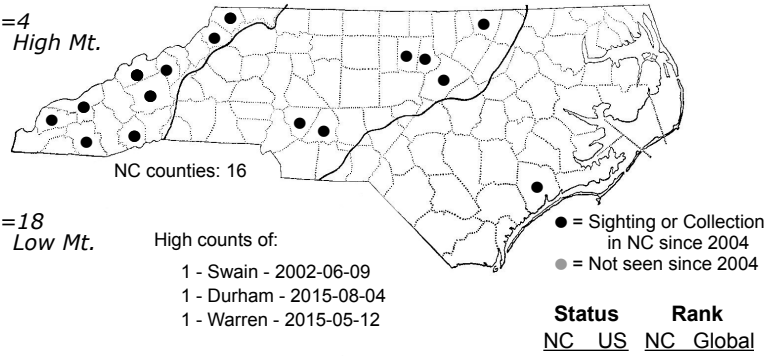 =4
High Mt.
NC counties: 16
=18
Low Mt.
High counts of:
1 - Swain - 2002-06-09
1 - Durham - 2015-08-04
1 - Warren - 2015-05-12
● = Sighting or Collection
in NC since 2004
● = Not seen since 2004
Status Rank
NC US NC Global